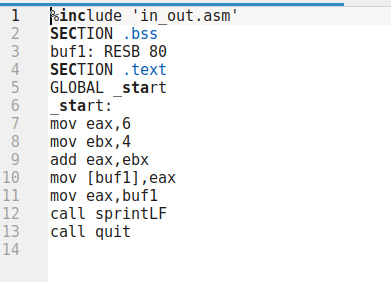 1 %include 'in_out.asm'
2 SECTION .bss
3 buf1: RESB 80
4 SECTION .text
5 GLOBAL _start
6 _start:
7 mov eax,6
8 mov ebx,4
9 add eax,ebx
10 mov [buf1],eax
11 mov eax,buf1
12 call sprintLF
13 call quit
14